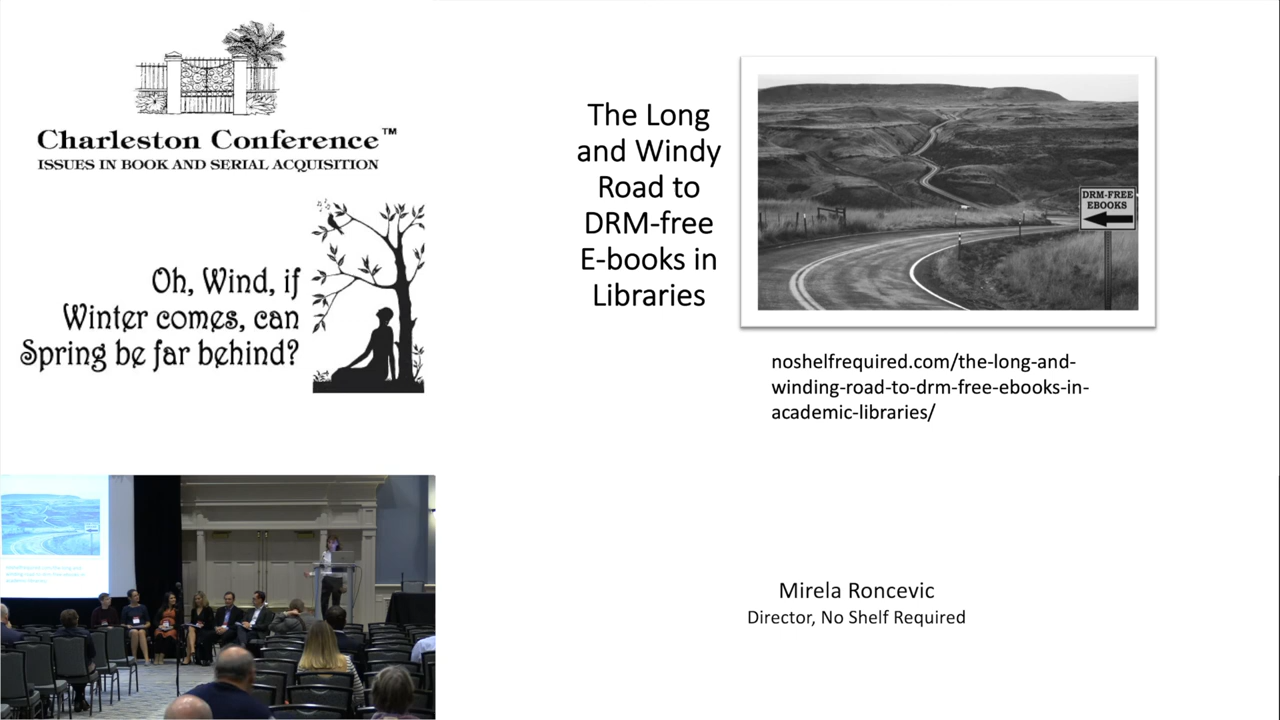 Charleston Conference™
ISSUES IN BOOK AND SERIAL ACQUISITION
Oh, Wind, if
Winter comes, can
Spring be far behind?
The Long
and Windy
Road to
DRM-free
E-books in
Libraries
DRM-FREE
EBOOKS
noshelfrequired.com/the-long-and-
winding-road-to-drm-free-ebooks-in-
academic-libraries/
Mirela Roncevic
Director, No Shelf Required